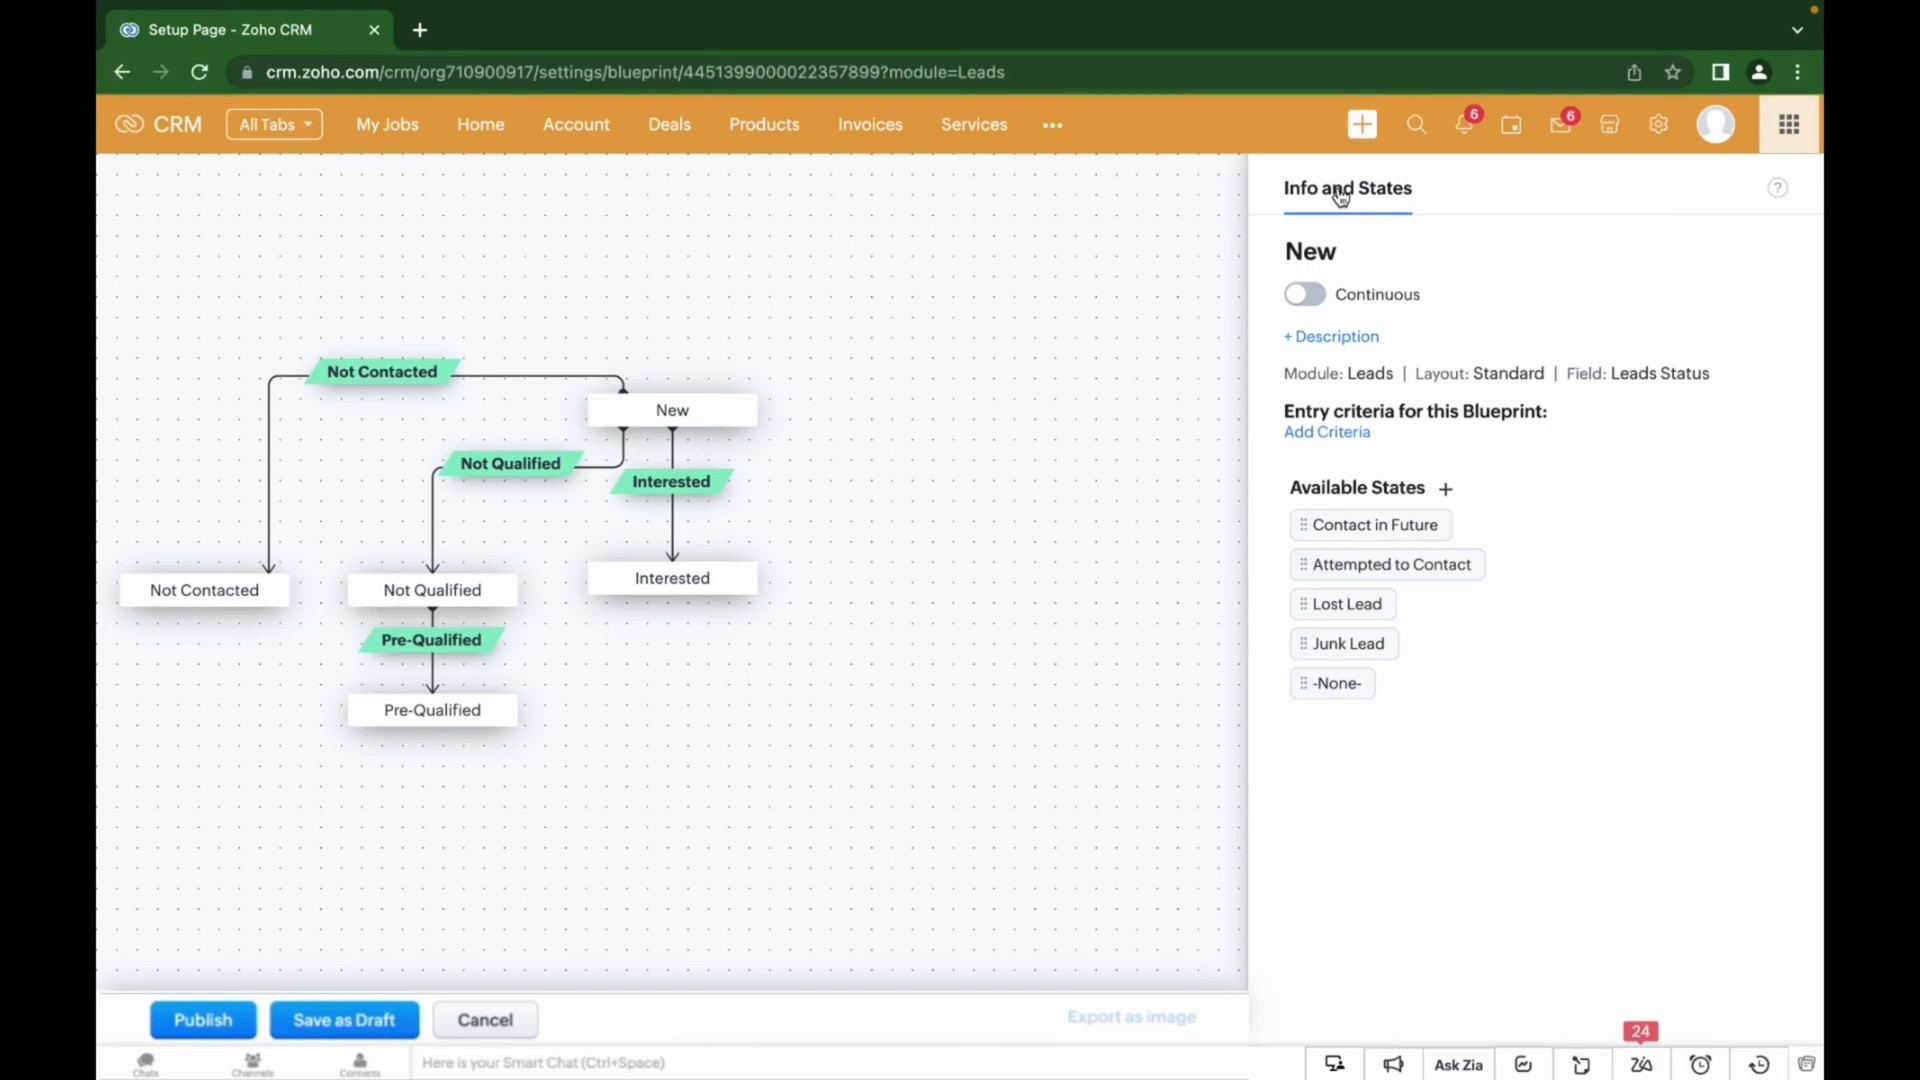 Setup Page - Zoho CRM
crm.zoho.com/crm/org710900917/settings/blueprint/4451399000022357899?module=Leads
CRM All Tabs My Jobs Home Account Deals Products Invoices Services 6 6
Info and States ?
New
Continuous
+ Description
Module: Leads | Layout: Standard | Field: Leads Status
Entry criteria for this Blueprint:
Add Criteria
Available States +
Contact in Future
Attempted to Contact
Lost Lead
Junk Lead
-None-
Not Contacted
New
Not Qualified
Interested
Interested
Not Contacted
Not Qualified
Pre-Qualified
Pre-Qualified
Publish Save as Draft Cancel Export as image
24
Chats Channels Contacts Here is your Smart Chat (Ctrl+Space) Ask Zia